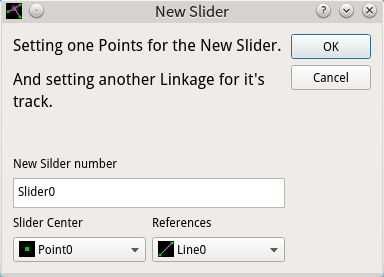 New Slider
Setting one Points for the New Slider.
OK
And setting another Linkage for it's
track.
Cancel
New Silder number
Slider0
Slider Center
References
Point0
Line0